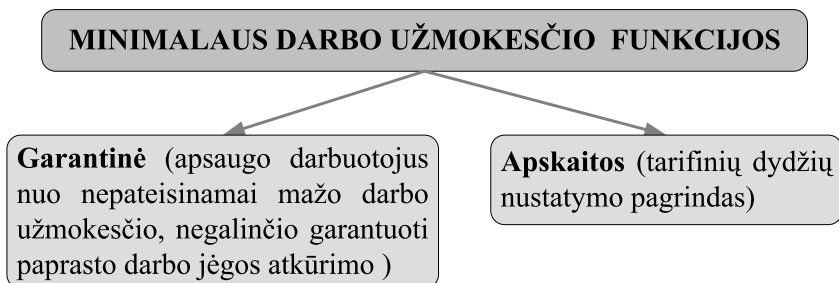 MINIMALAUS DARBO UŽMOKESČIO FUNKCIJOS
Garantinė (apsaugo darbuotojus
nuo nepateisinamai mažo darbo
užmokesčio, negalinčio garantuoti
paprasto darbo jėgos atkūrimo )
Apskaitos (tarifinių dydžių
nustatymo pagrindas)